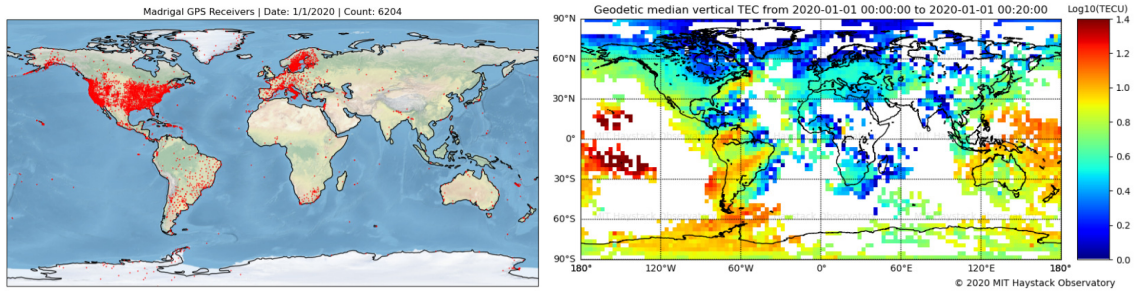 Madrigal GPS Receivers | Date: 1/1/2020 | Count: 6204
Geodetic median vertical TEC from 2020-01-01 00:00:00 to 2020-01-01 00:20:00
Log10(TECU)
90°N
60°N
30°N
0°
30°S
60°S
90°S
180°
120°W
60°W
0°
60°E
120°E
180°
1.4
1.2
1.0
0.8
0.6
0.4
0.2
0.0
© 2020 MIT Haystack Observatory